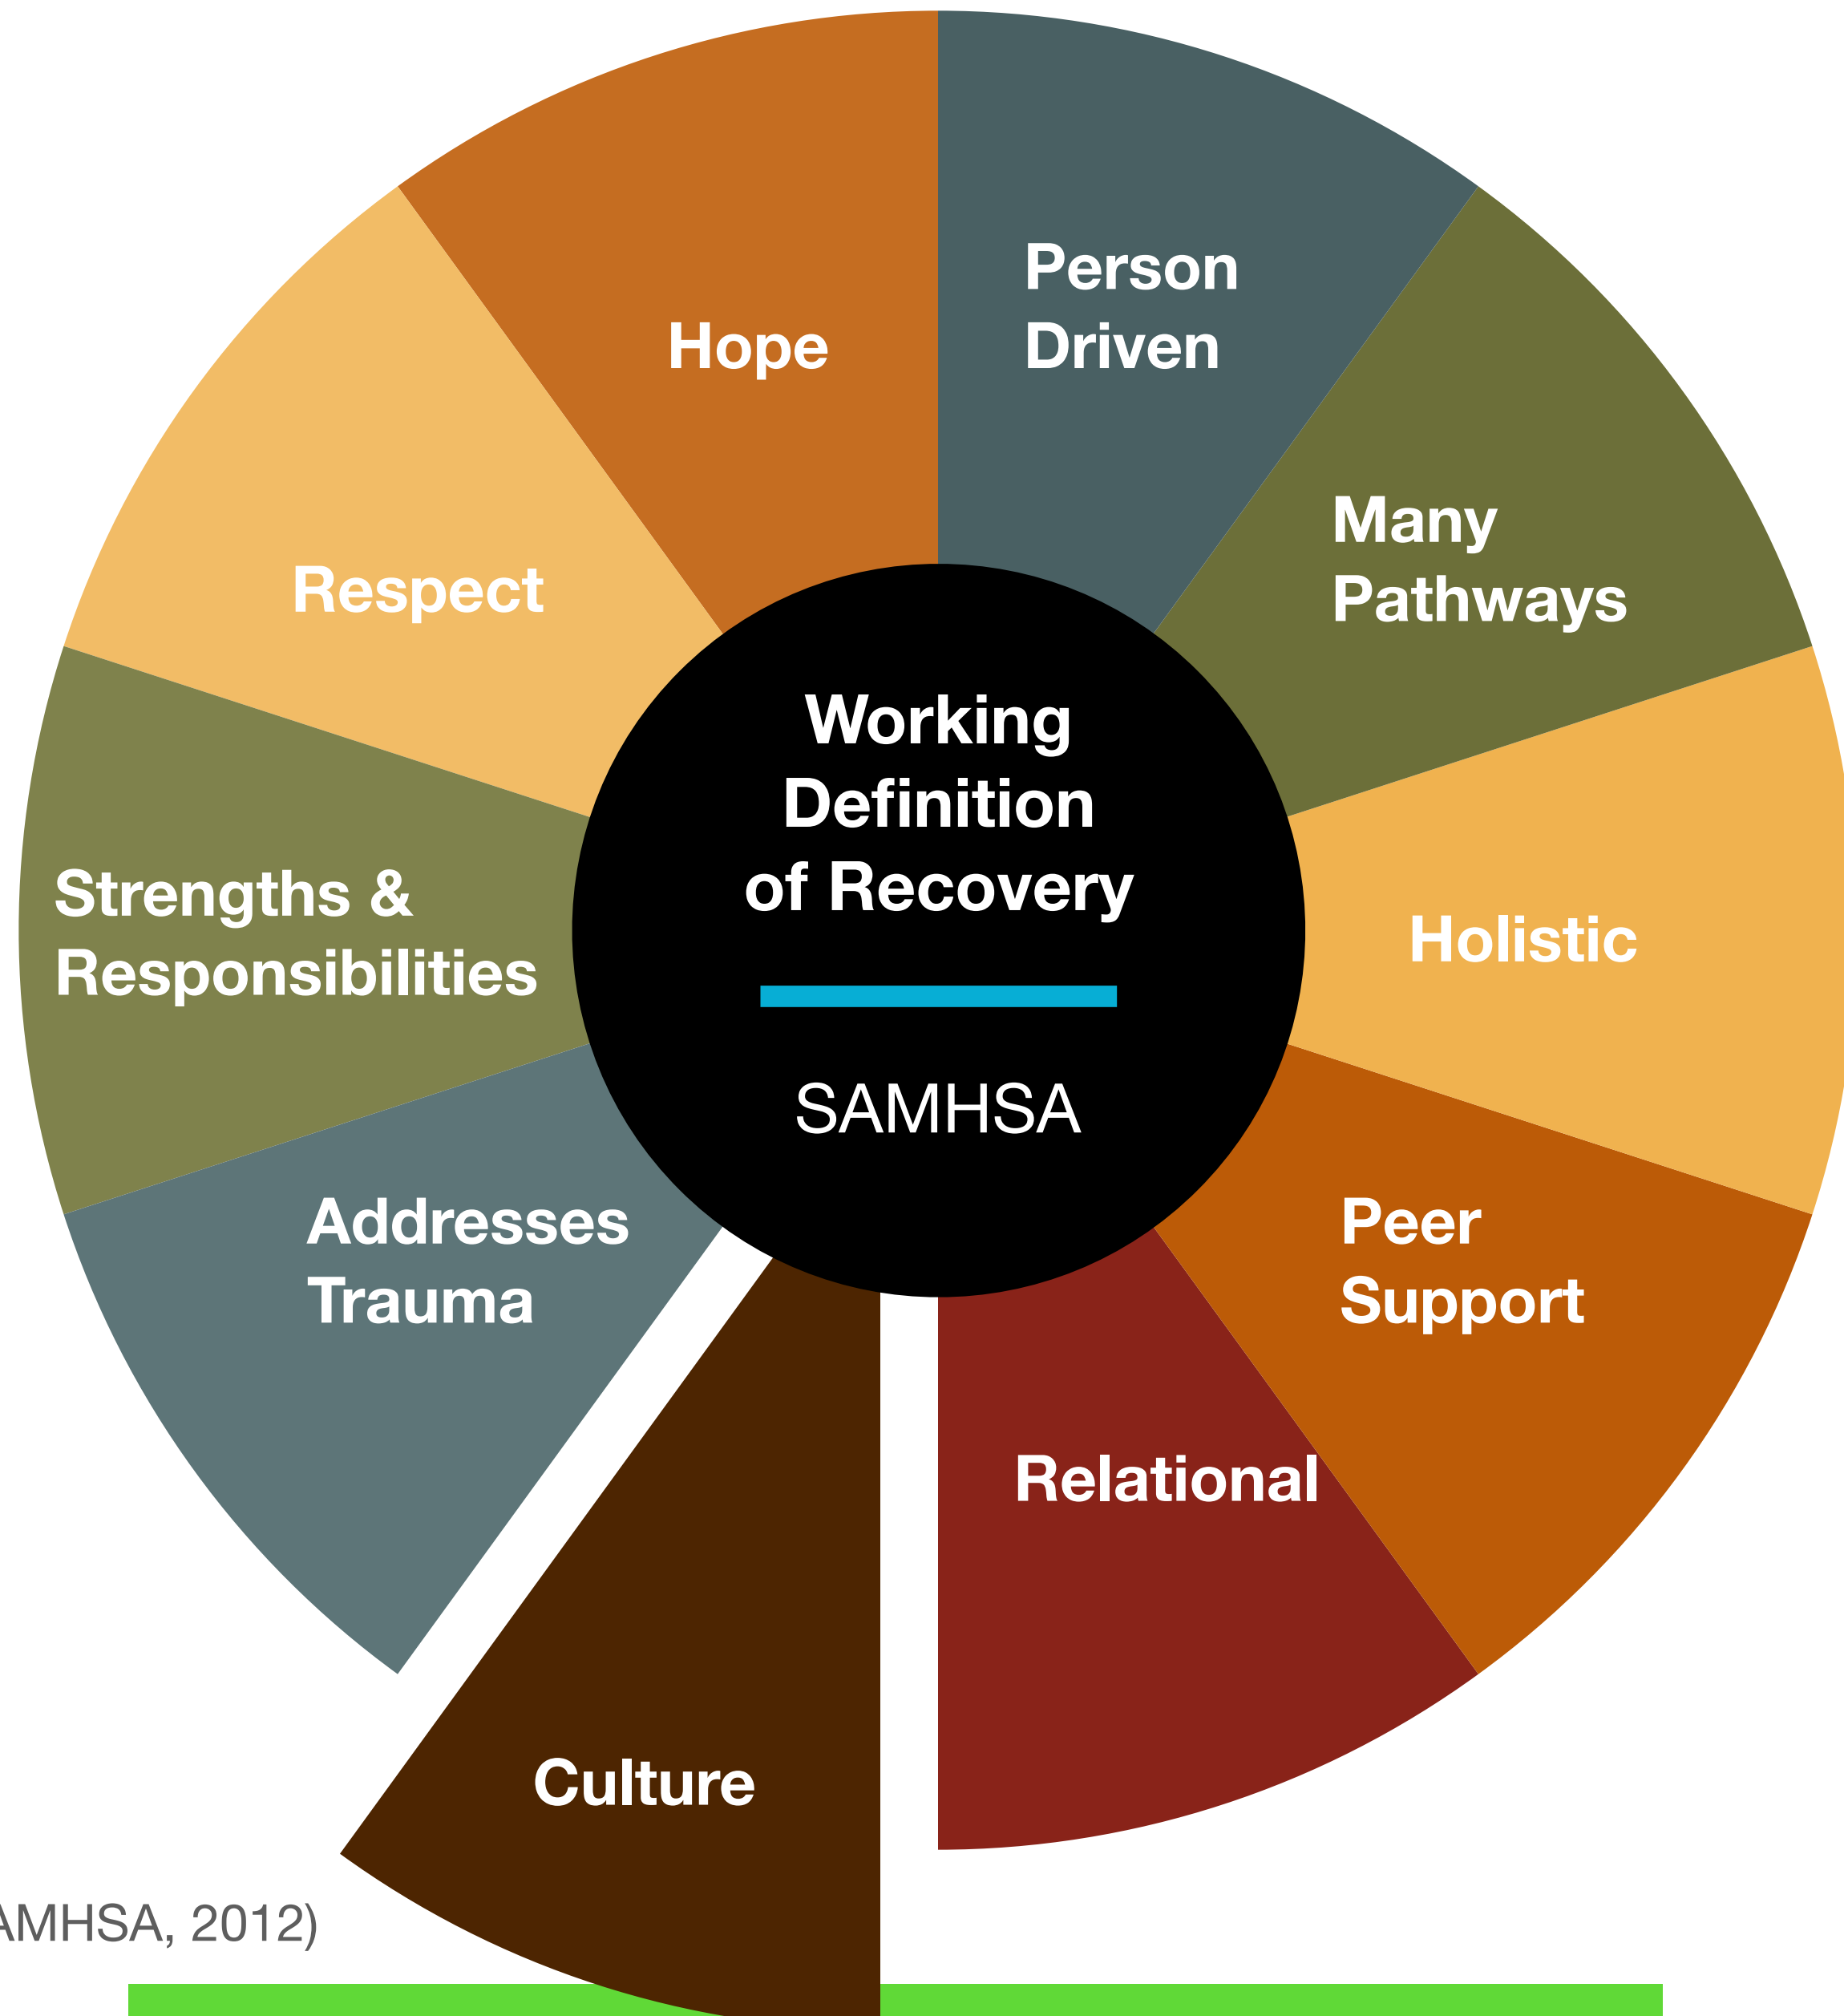 Hope
Person
Driven
Many
Pathways
Respect
Working
Definition
of Recovery
SAMHSA
Strengths &
Responsibilities
Holistic
Addresses
Trauma
Peer
Support
Relational
Culture
AMHSA, 2012)